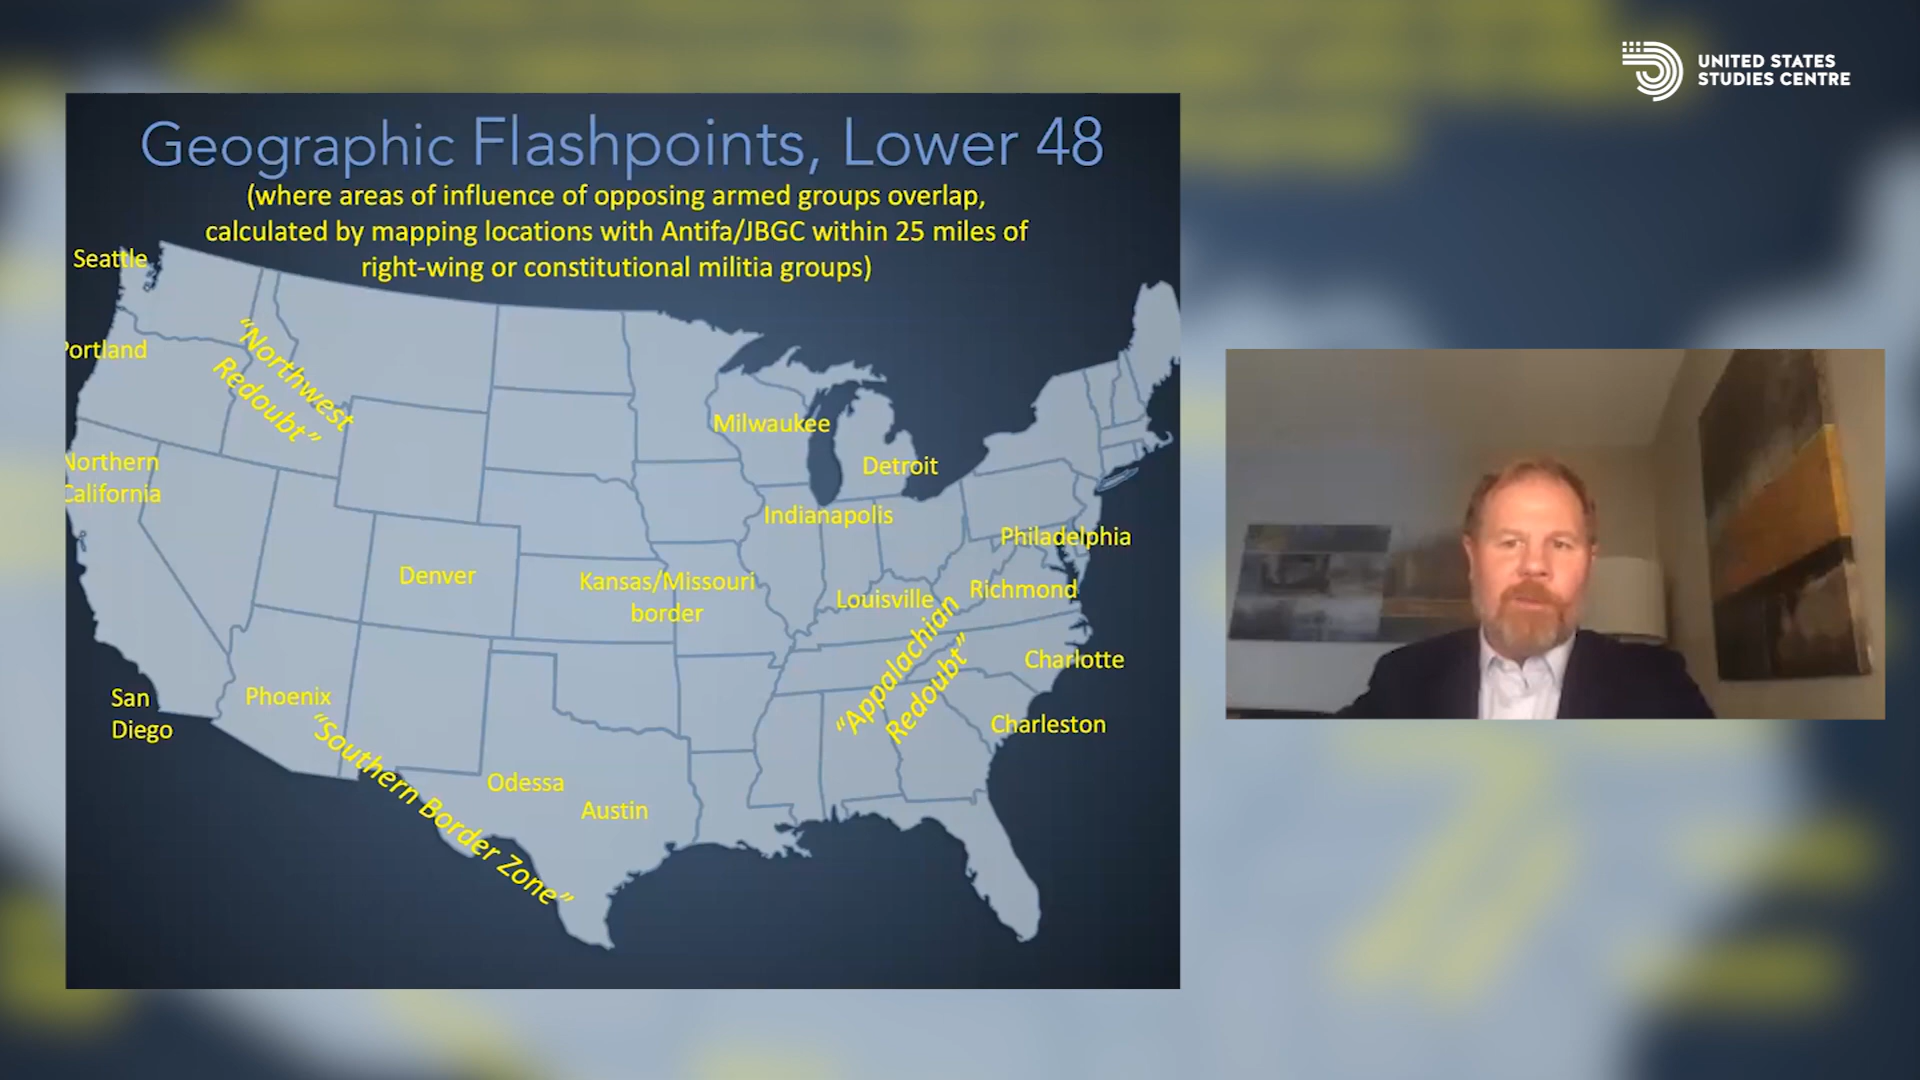 UNITED STATES
STUDIES CENTRE
Geographic Flashpoints, Lower 48
(where areas of influence of opposing armed groups overlap,
calculated by mapping locations with Antifa/JBGC within 25 miles of
right-wing or constitutional militia groups)
Seattle
Portland
"Northwest
Redoubt"
Northern
California
Milwaukee
Detroit
Indianapolis
Philadelphia
Denver
Kansas/Missouri
border
Louisville
Richmond
"Appalachian
Redoubt"
Charlotte
Charleston
San
Diego
Phoenix
"Southern Border Zone"
Odessa
Austin